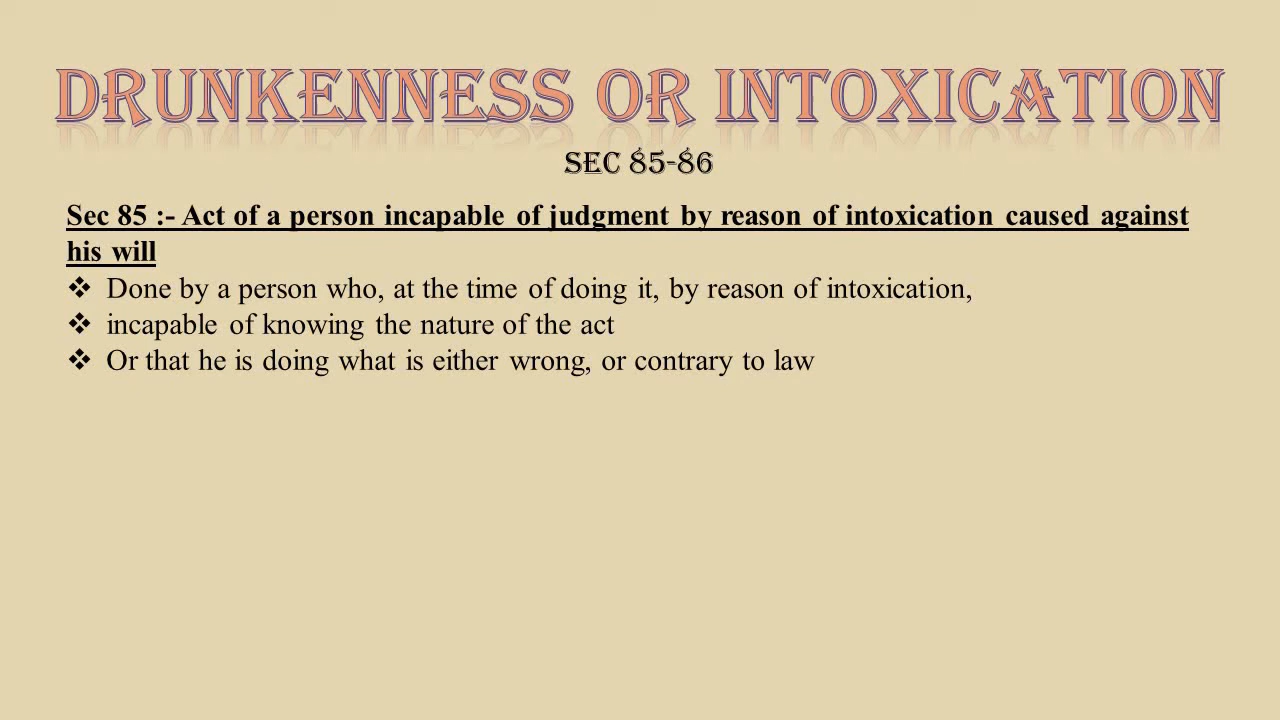 DRUNKENNESS OR INTOXICATION
SEC 85-86
Sec 85 :- Act of a person incapable of judgment by reason of intoxication caused against
his will
❖ Done by a person who, at the time of doing it, by reason of intoxication,
❖ incapable of knowing the nature of the act
❖ Or that he is doing what is either wrong, or contrary to law